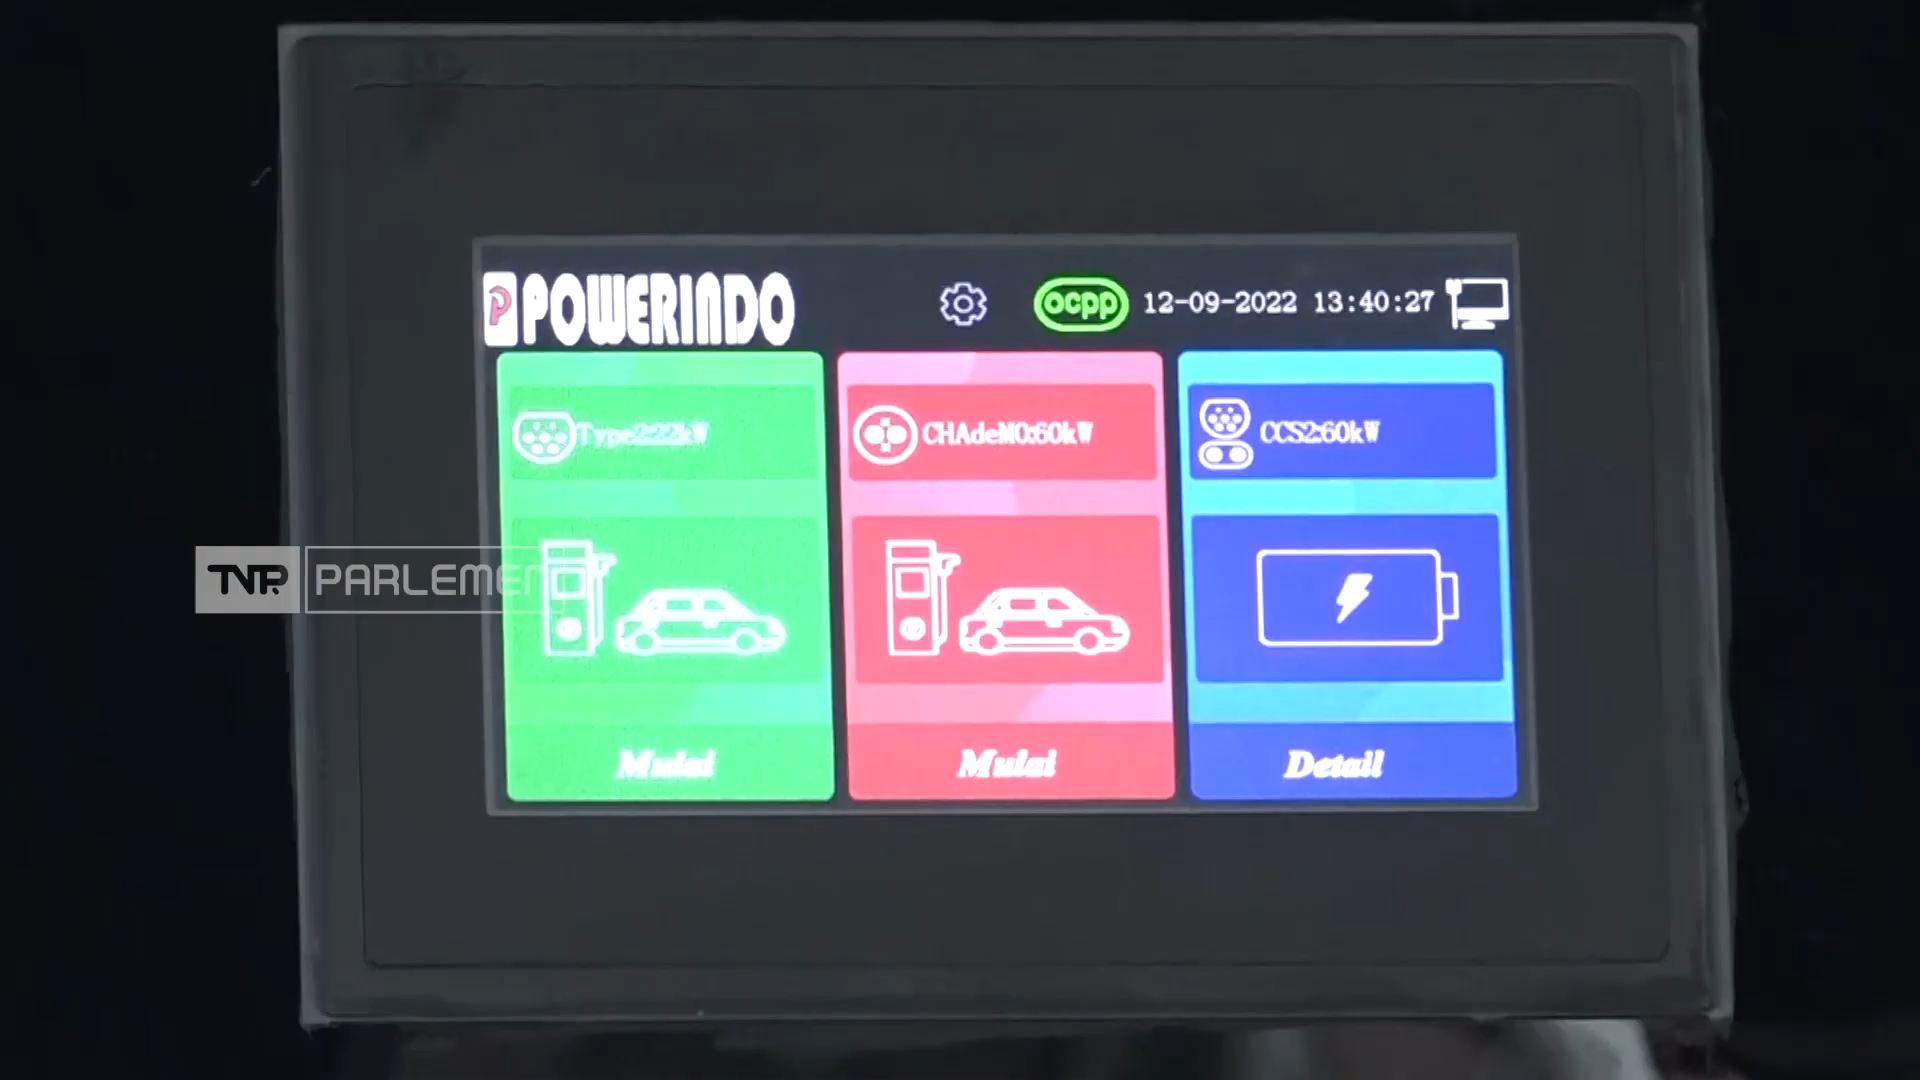 POWERINDO
ocpp 12-09-2022 13:40:27
Type2:22kW
CHAdeMO:60kW
CCS2:60kW
TVR PARLEMEN
Mulai
Mulai
Detail